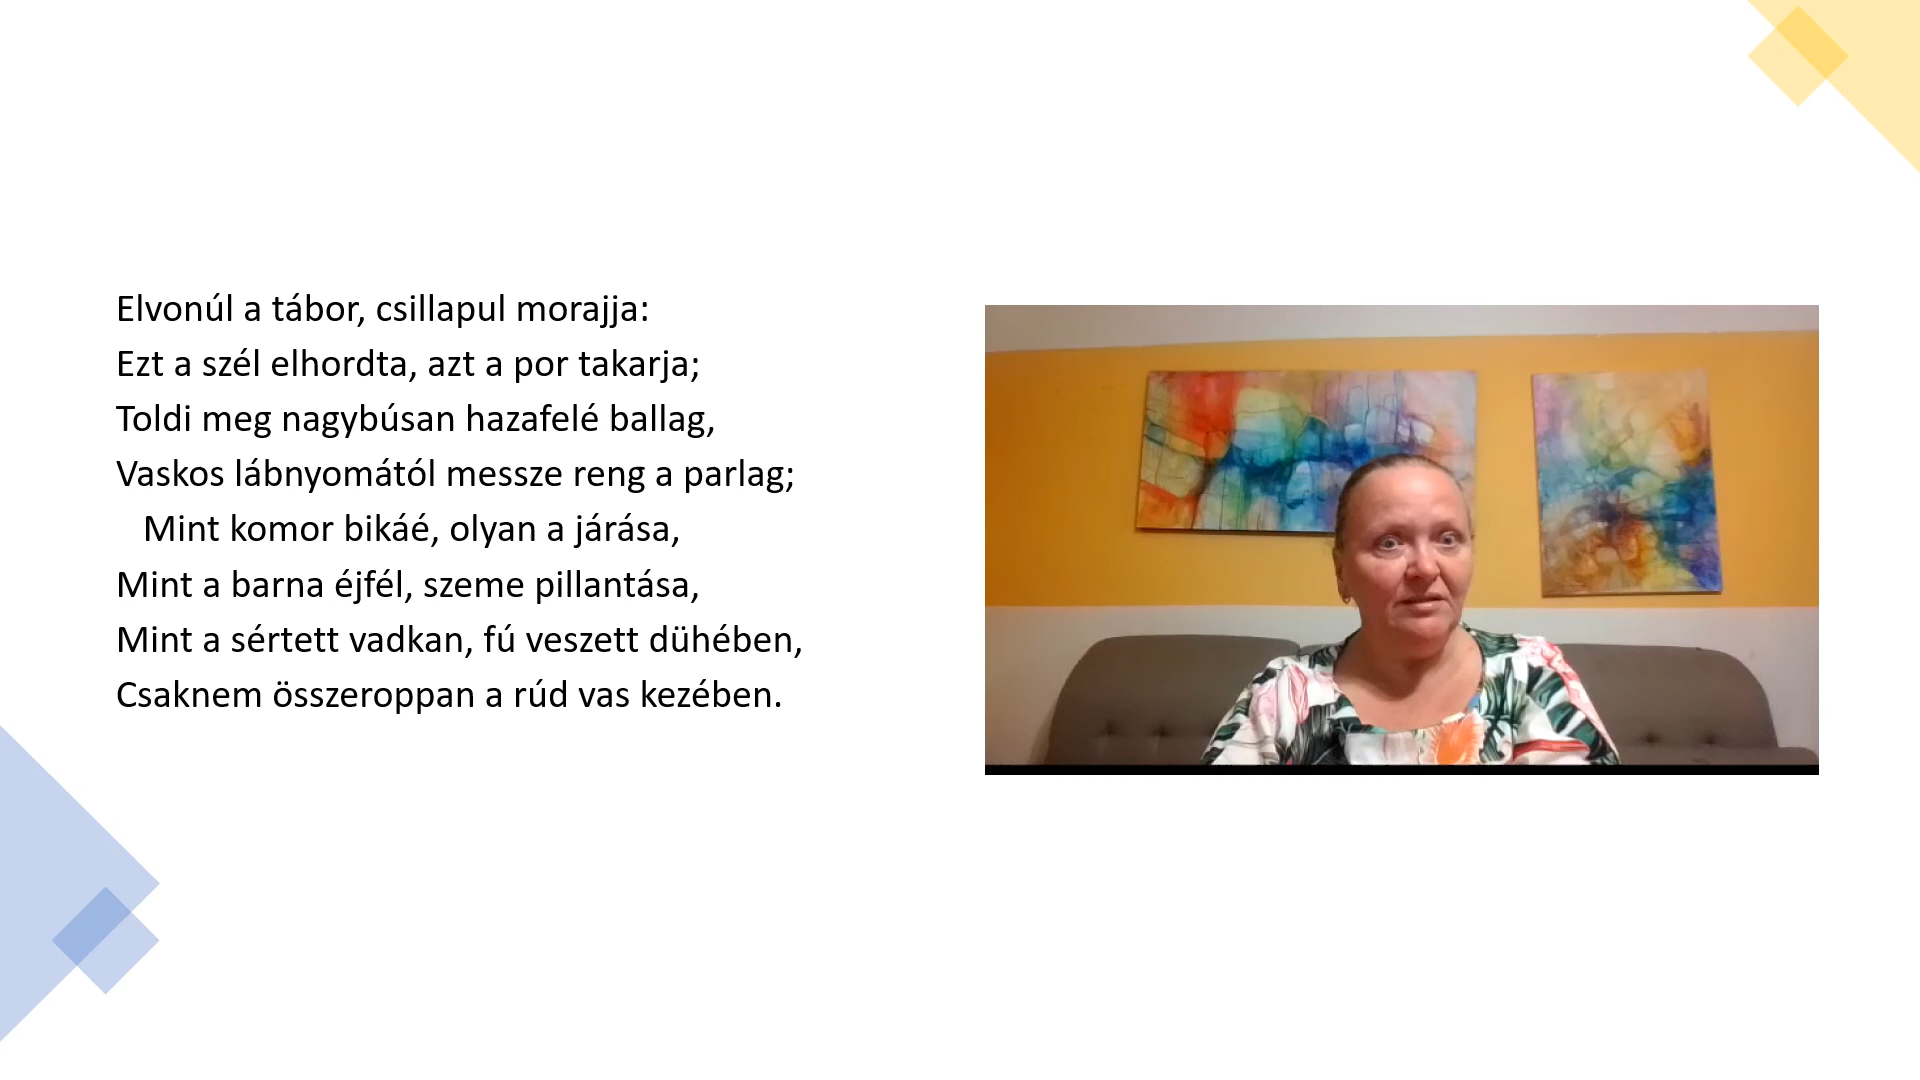 Elvonúl a tábor, csillapul morajja:
Ezt a szél elhordta, azt a por takarja;
Toldi meg nagybúsan hazafelé ballag,
Vaskos lábnyomától messze reng a parlag;
Mint komor bikáé, olyan a járása,
Mint a barna éjfél, szeme pillantása,
Mint a sértett vadkan, fú veszett dühében,
Csaknem összeroppan a rúd vas kezében.